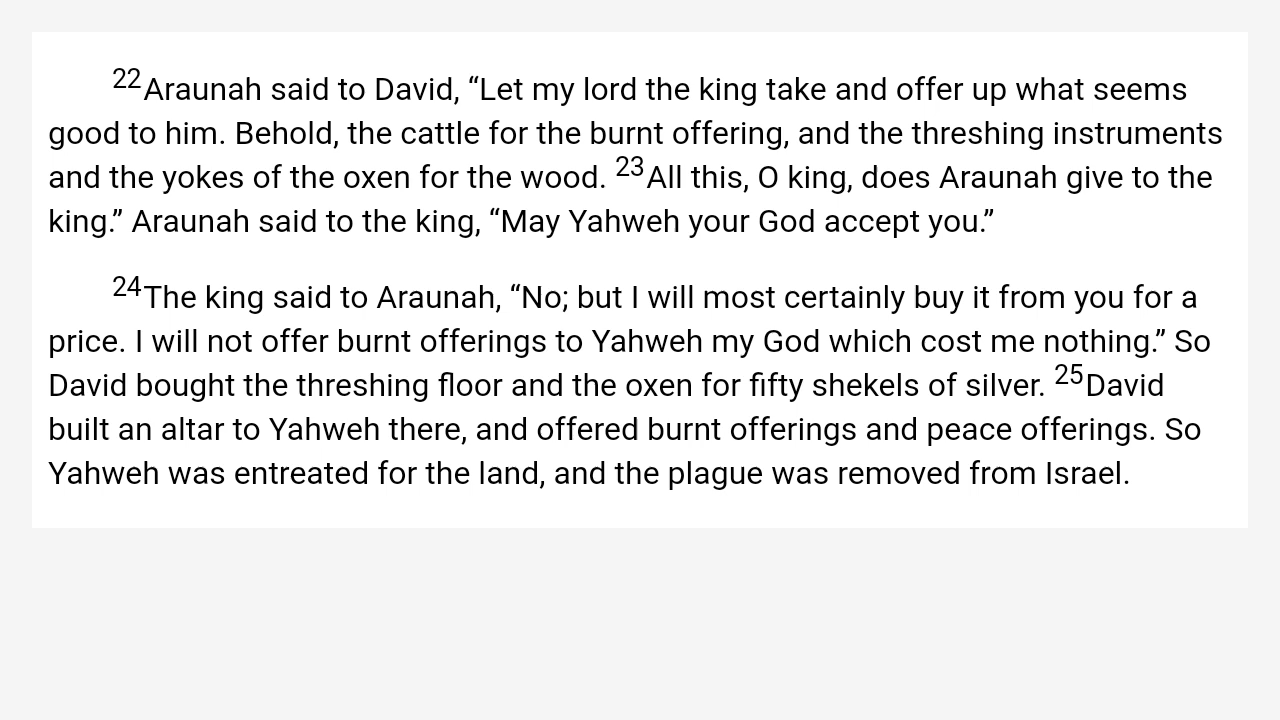 22Araunah said to David, “Let my lord the king take and offer up what seems
good to him. Behold, the cattle for the burnt offering, and the threshing instruments
and the yokes of the oxen for the wood. 23All this, O king, does Araunah give to the
king.” Araunah said to the king, “May Yahweh your God accept you.”
24The king said to Araunah, “No; but I will most certainly buy it from you for a
price. I will not offer burnt offerings to Yahweh my God which cost me nothing.” So
David bought the threshing floor and the oxen for fifty shekels of silver. 25David
built an altar to Yahweh there, and offered burnt offerings and peace offerings. So
Yahweh was entreated for the land, and the plague was removed from Israel.